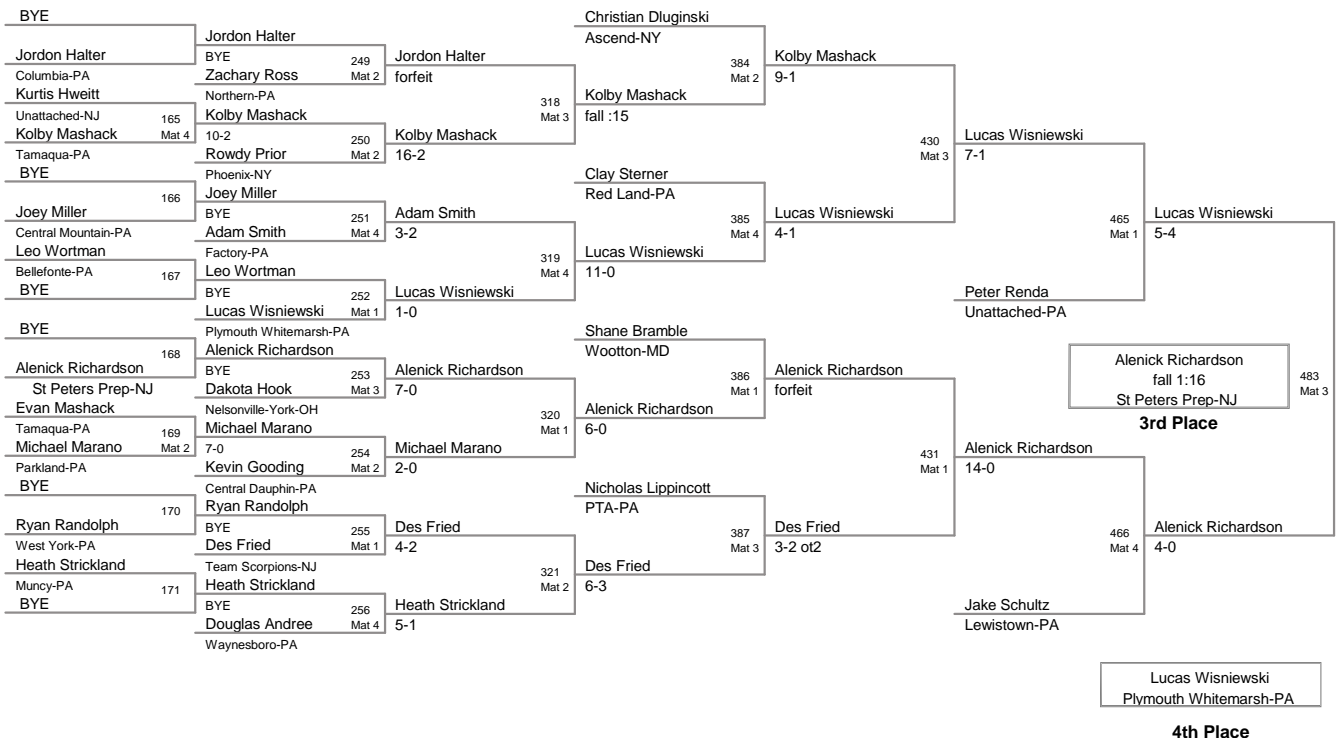 BYE
Jordon Halter
Columbia-PA
Kurtis Hweitt
Unattached-NJ
165
Kolby Mashack
Mat 4
Tamaqua-PA
BYE
166
Joey Miller
Central Mountain-PA
Leo Wortman
Bellefonte-PA
167
BYE
BYE
168
Alenick Richardson
St Peters Prep-NJ
Evan Mashack
Tamaqua-PA
169
Michael Marano
Mat 2
Parkland-PA
BYE
170
Ryan Randolph
West York-PA
Heath Strickland
Muncy-PA
171
BYE
Jordon Halter
BYE
249
Zachary Ross
Mat 2
Northern-PA
Kolby Mashack
10-2
250
Rowdy Prior
Mat 2
Phoenix-NY
Joey Miller
BYE
251
Adam Smith
Mat 4
Factory-PA
Leo Wortman
BYE
252
Lucas Wisniewski
Mat 1
Plymouth Whitemarsh-PA
Alenick Richardson
BYE
253
Dakota Hook
Mat 3
Nelsonville-York-OH
Michael Marano
7-0
254
Kevin Gooding
Mat 2
Central Dauphin-PA
Ryan Randolph
BYE
255
Des Fried
Mat 1
Team Scorpions-NJ
Heath Strickland
BYE
256
Douglas Andree
Mat 4
Waynesboro-PA
Jordon Halter
forfeit
318
Mat 3
Kolby Mashack
16-2
Adam Smith
3-2
319
Mat 4
Lucas Wisniewski
1-0
Alenick Richardson
7-0
320
Mat 1
Michael Marano
2-0
Des Fried
4-2
321
Mat 2
Heath Strickland
5-1
Christian Dluginski
Ascend-NY
384
Mat 2
Kolby Mashack
fall :15
Clay Sterner
Red Land-PA
385
Mat 4
Lucas Wisniewski
11-0
Shane Bramble
Wootton-MD
386
Mat 1
Alenick Richardson
6-0
Nicholas Lippincott
PTA-PA
387
Mat 3
Des Fried
6-3
Kolby Mashack
9-1
430
Mat 3
Lucas Wisniewski
4-1
Alenick Richardson
forfeit
431
Mat 1
Des Fried
3-2 ot2
Lucas Wisniewski
7-1
465
Mat 1
Peter Renda
Unattached-PA
Alenick Richardson
14-0
466
Mat 4
Jake Schultz
Lewistown-PA
Lucas Wisniewski
5-4
483
Mat 3
Alenick Richardson
4-0
Alenick Richardson
fall 1:16
St Peters Prep-NJ
3rd Place
Lucas Wisniewski
Plymouth Whitemarsh-PA
4th Place